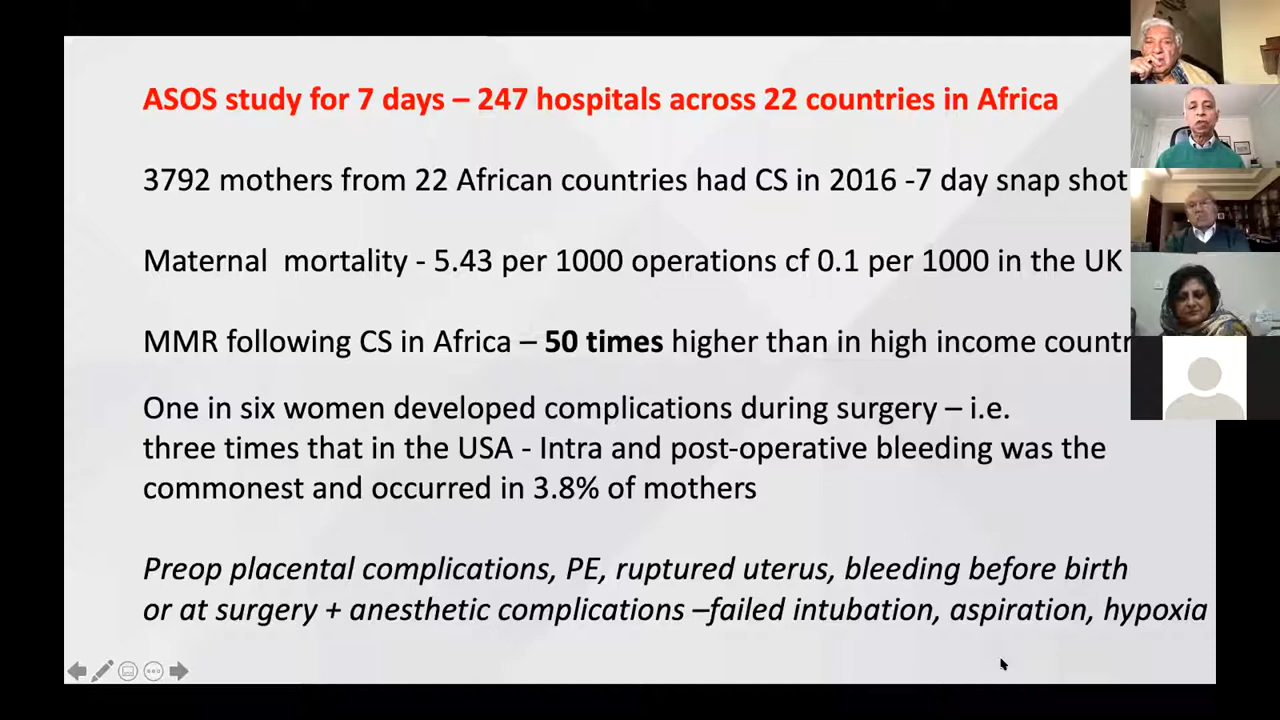 ASOS study for 7 days – 247 hospitals across 22 countries in Africa
3792 mothers from 22 African countries had CS in 2016 -7 day snap shot
Maternal  mortality - 5.43 per 1000 operations cf 0.1 per 1000 in the UK
MMR following CS in Africa – 50 times higher than in high income
One in six women developed complications during surgery – i.e.
three times that in the USA - Intra and post-operative bleeding was the
commonest and occurred in 3.8% of mothers
Preop placental complications, PE, ruptured uterus, bleeding before birth
or at surgery + anesthetic complications –failed intubation, aspiration, hypoxia